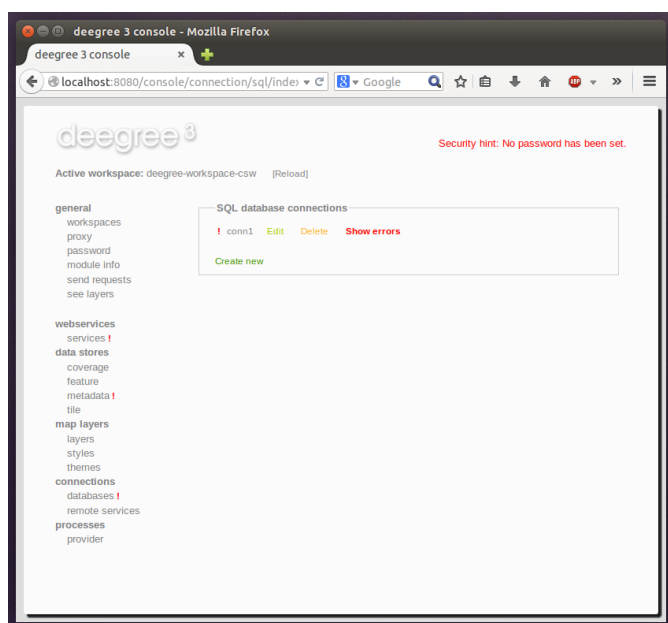 deegree 3 console - Mozilla Firefox
deegree 3 console
localhost:8080/console/connection/sql/index
Google
ABP
deegree 3
Security hint: No password has been set.
Active workspace: deegree-workspace-csw [Reload]
general
workspaces
proxy
password
module info
send requests
see layers
webservices
services !
data stores
coverage
feature
metadata !
tile
map layers
layers
styles
themes
connections
databases !
remote services
processes
provider
SQL database connections
! conn1 Edit Delete Show errors
Create new